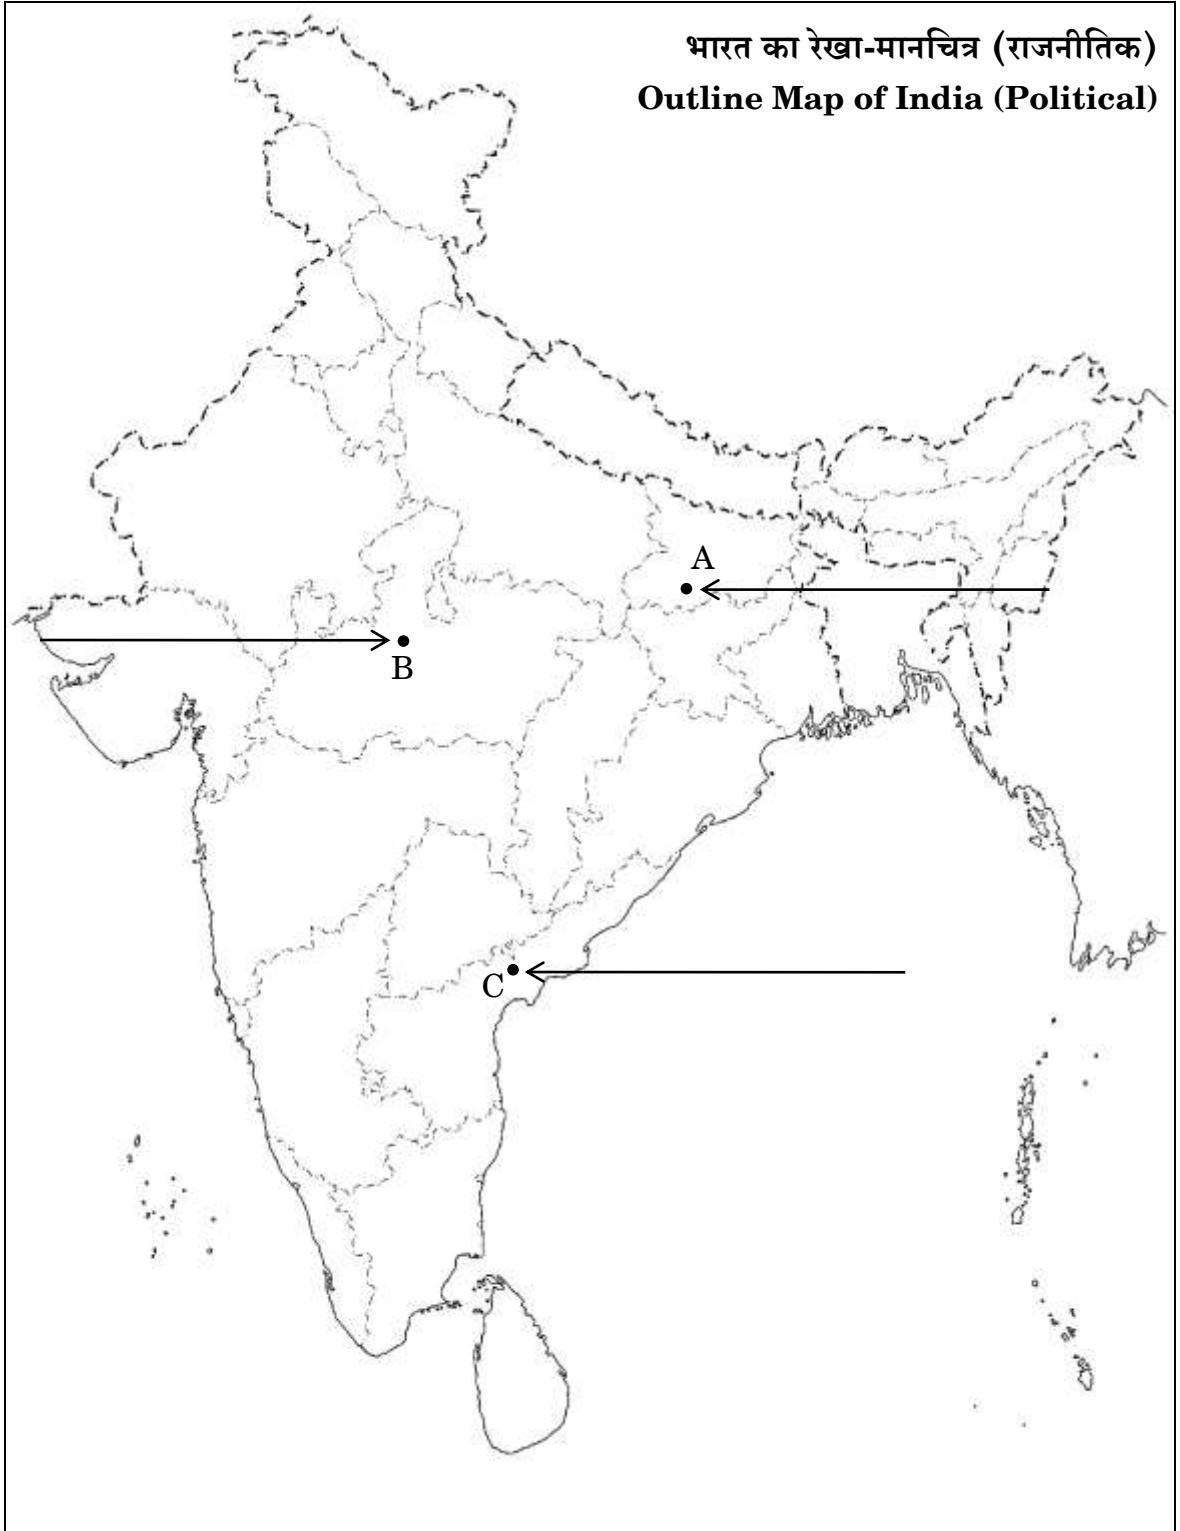 भारत का रेखा-मानचित्र (राजनीतिक)
Outline Map of India (Political)
A
B
C